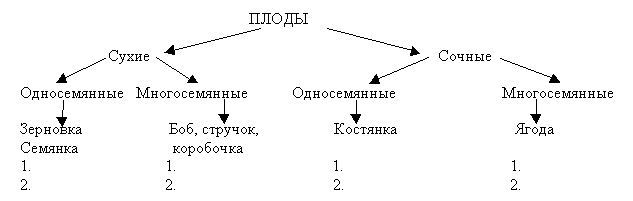 ПЛОДЫ
Сухие Сочные
Односемянные Многосемянные Односемянные Многосемянные
Зерновка Боб, стручок, Костянка Ягода
Семянка коробочка
1. 1. 1. 1.
2. 2. 2. 2.